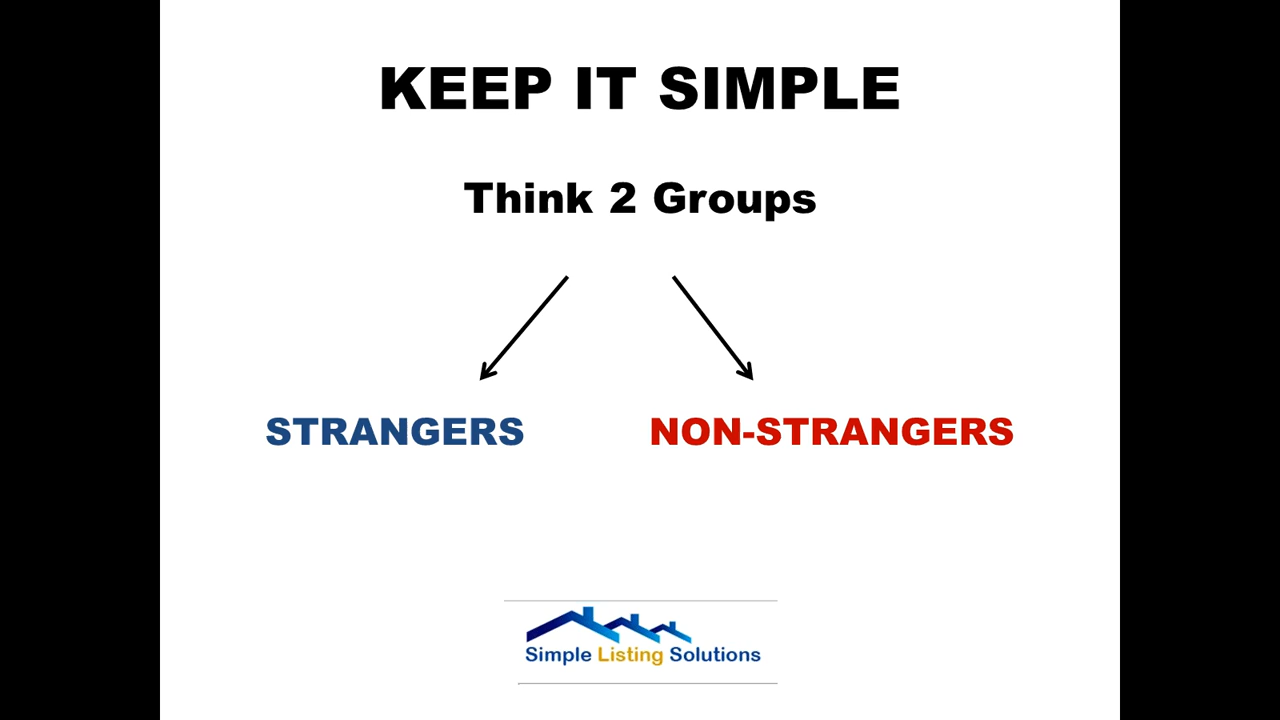 KEEP IT SIMPLE
Think 2 Groups
STRANGERS
NON-STRANGERS
Simple Listing Solutions